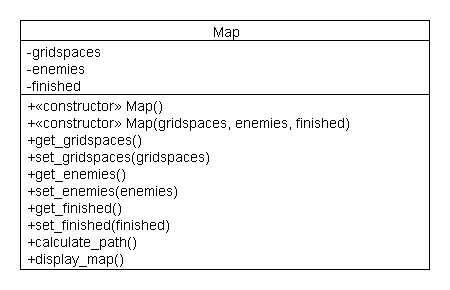 Map
-gridspaces
-enemies
-finished
+«constructor» Map()
+«constructor» Map(gridspaces, enemies, finished)
+get_gridspaces()
+set_gridspaces(gridspaces)
+get_enemies()
+set_enemies(enemies)
+get_finished()
+set_finished(finished)
+calculate_path()
+display_map()